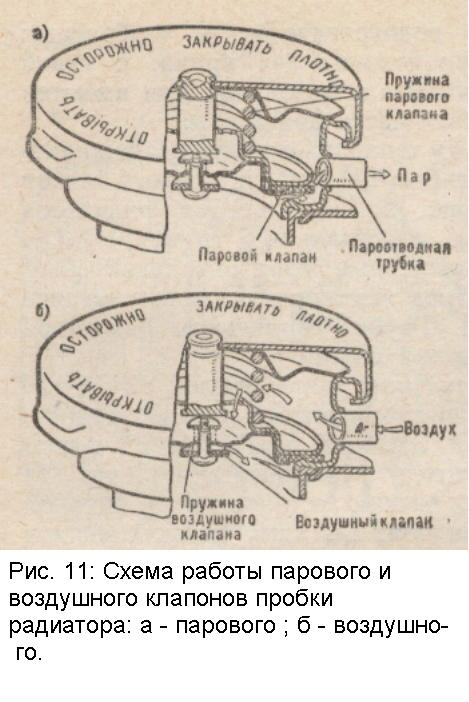 а)
ОТКРЫВАТЬ ОСТОРОЖНО ЗАКРЫВАТЬ ПЛОТНО
Пружина
парового
клапана
Пар
Паровой клапан
Пароотводная
трубка
б)
ОТКРЫВАТЬ ОСТОРОЖНО ЗАКРЫВАТЬ ПЛОТНО
Воздух
Пружина
воздушного
клапана
Воздушный клапан
Рис. 11: Схема работы парового и
воздушного клапонов пробки
радиатора: а - парового ; б - воздушно-
го.